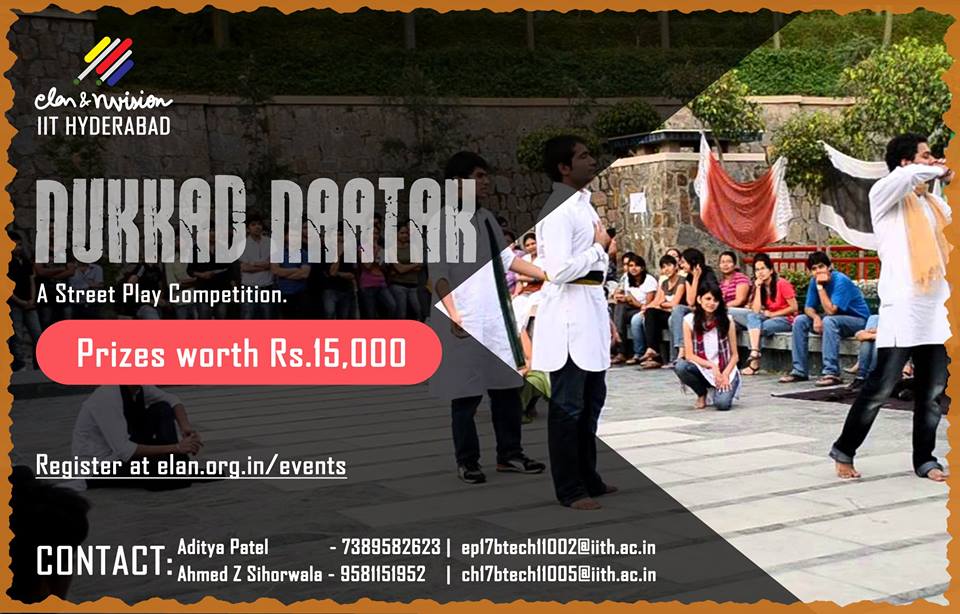 elan & nvision
IIT HYDERABAD
NUKKAD NAATAK
A Street Play Competition.
Prizes worth Rs.15,000
Register at elan.org.in/events
CONTACT:
Aditya Patel - 7389582623 | ep17btech11002@iith.ac.in
Ahmed Z Sihorwala - 9581151952 | ch17btech11005@iith.ac.in